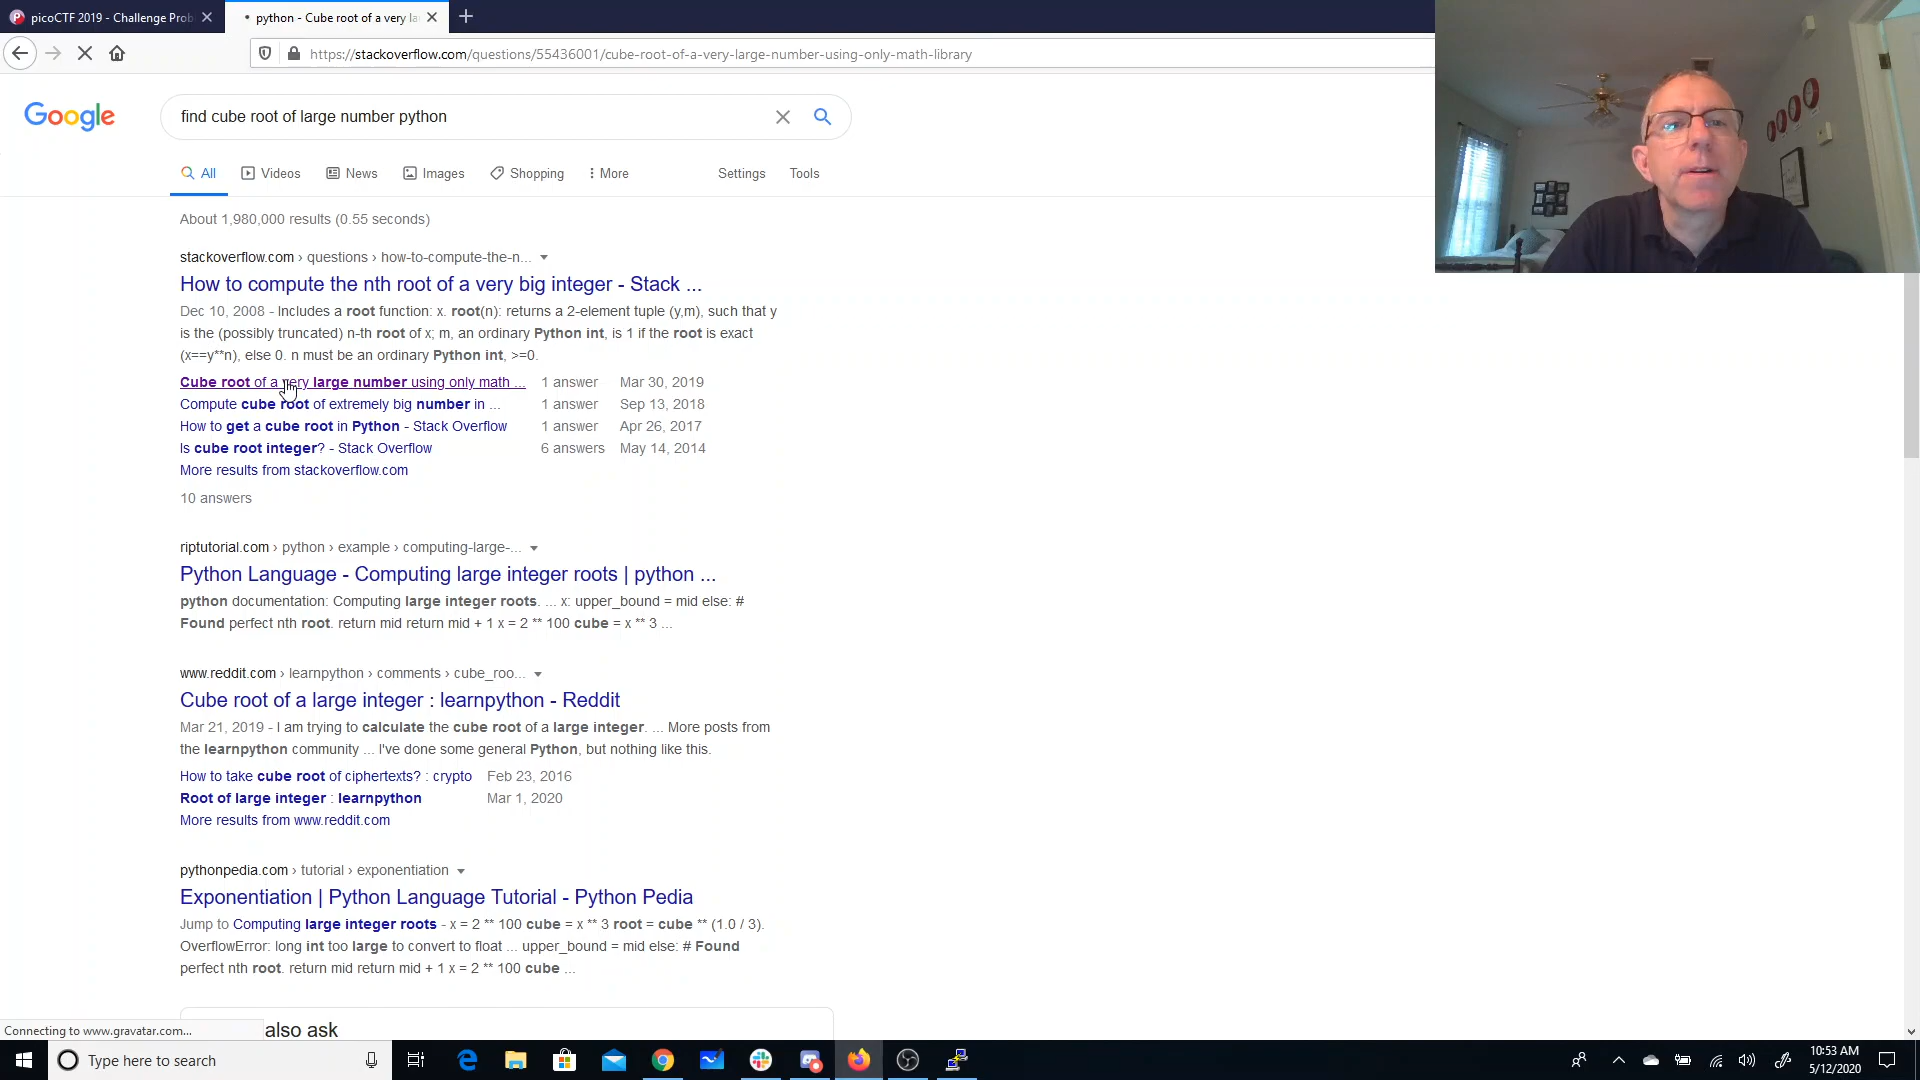 picoCTF 2019 - Challenge Prob
python - Cube root of a very la
https://stackoverflow.com/questions/55436001/cube-root-of-a-very-large-number-using-only-math-library
Google
find cube root of large number python
All
Videos
News
Images
Shopping
More
Settings
Tools
About 1,980,000 results (0.55 seconds)
stackoverflow.com › questions › how-to-compute-the-n...
How to compute the nth root of a very big integer - Stack ...
Dec 10, 2008 - Includes a root function: x. root(n): returns a 2-element tuple (y,m), such that y
is the (possibly truncated) n-th root of x; m, an ordinary Python int, is 1 if the root is exact
(x==y**n), else 0. n must be an ordinary Python int, >=0.
Cube root of a very large number using only math ... 1 answer Mar 30, 2019
Compute cube root of extremely big number in ... 1 answer Sep 13, 2018
How to get a cube root in Python - Stack Overflow 1 answer Apr 26, 2017
Is cube root integer? - Stack Overflow 6 answers May 14, 2014
More results from stackoverflow.com
10 answers
riptutorial.com › python › example › computing-large-...
Python Language - Computing large integer roots | python ...
python documentation: Computing large integer roots. ... x: upper_bound = mid else: #
Found perfect nth root. return mid return mid + 1 x = 2 ** 100 cube = x ** 3 ...
www.reddit.com › learnpython › comments › cube_roo...
Cube root of a large integer : learnpython - Reddit
Mar 21, 2019 - I am trying to calculate the cube root of a large integer. ... More posts from
the learnpython community ... I've done some general Python, but nothing like this.
How to take cube root of ciphertexts? : crypto Feb 23, 2016
Root of large integer : learnpython Mar 1, 2020
More results from www.reddit.com
pythonpedia.com › tutorial › exponentiation
Exponentiation | Python Language Tutorial - Python Pedia
Jump to Computing large integer roots - x = 2 ** 100 cube = x ** 3 root = cube ** (1.0 / 3).
OverflowError: long int too large to convert to float ... upper_bound = mid else: # Found
perfect nth root. return mid return mid + 1 x = 2 ** 100 cube ...
also ask
Connecting to www.gravatar.com...
Type here to search
10:53 AM
5/12/2020